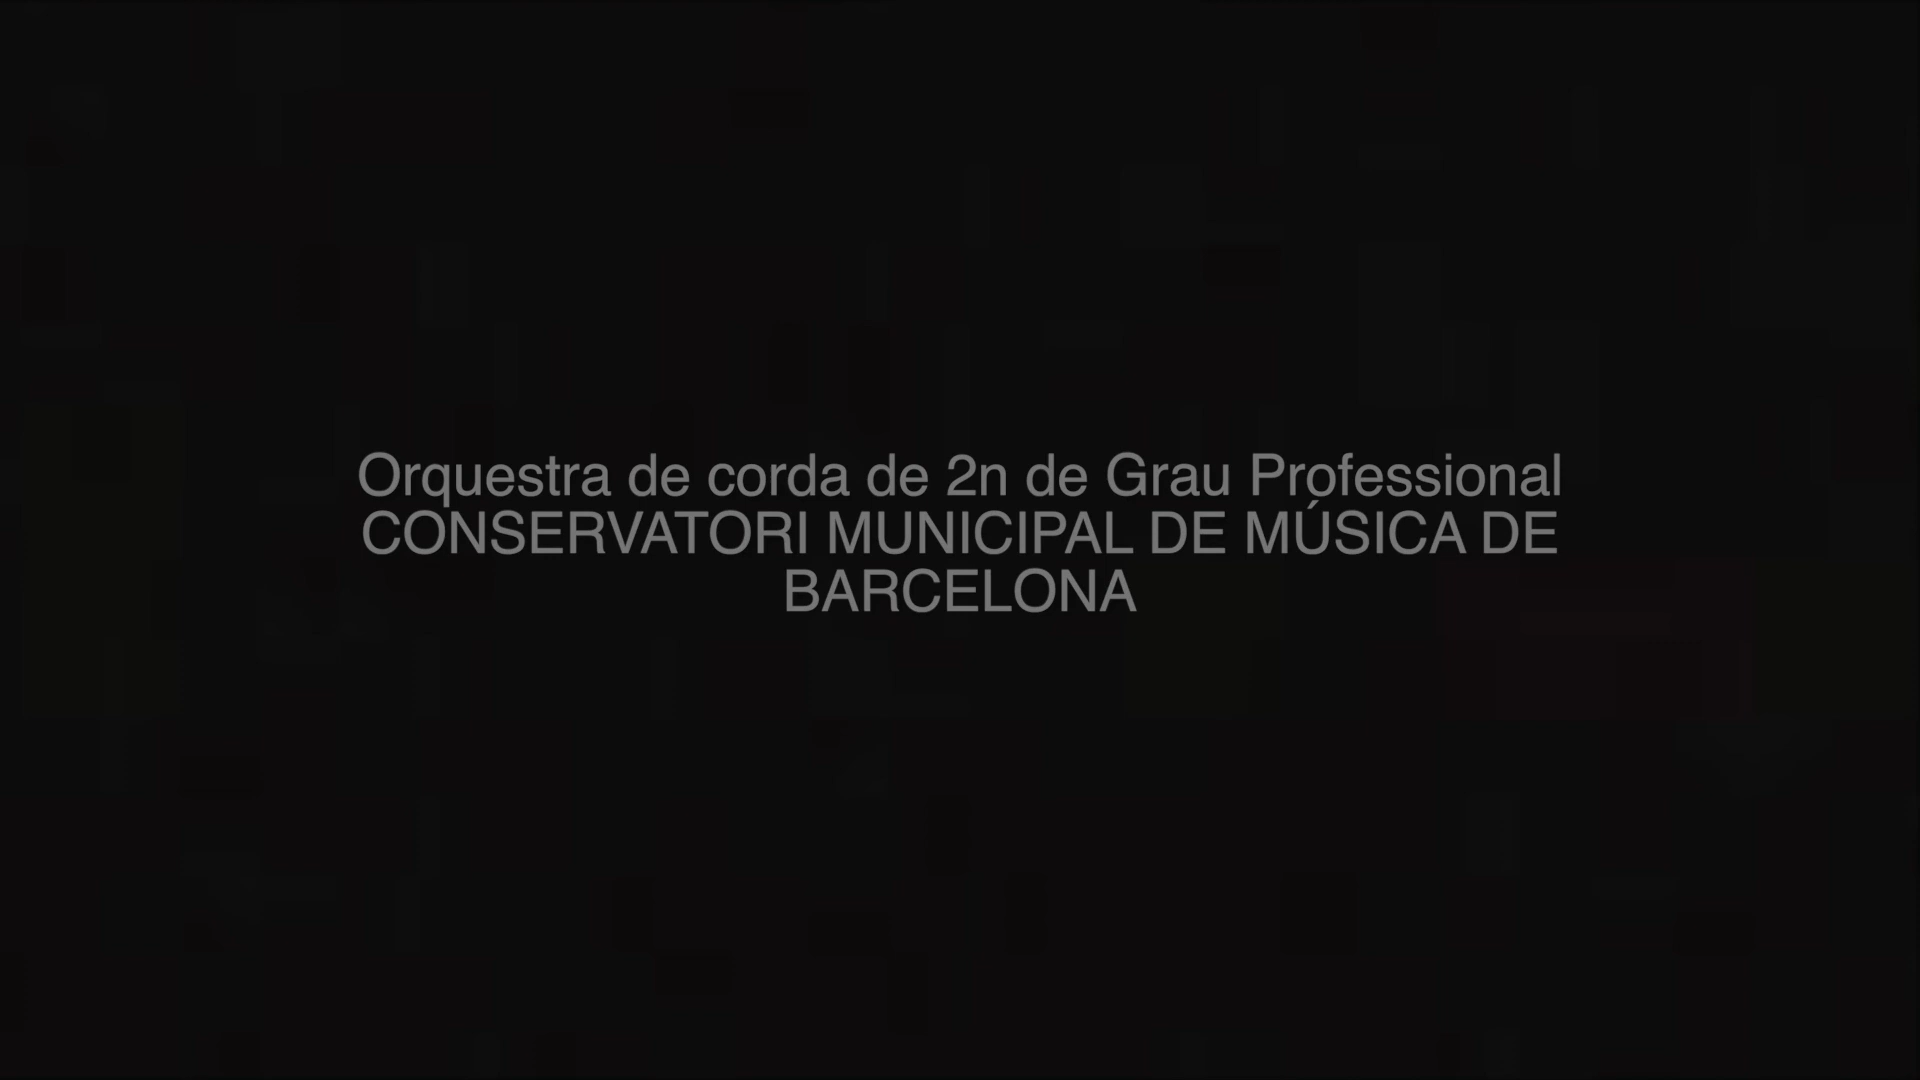 Orquestra de corda de 2n de Grau Professional
CONSERVATORI MUNICIPAL DE MÚSICA DE
BARCELONA